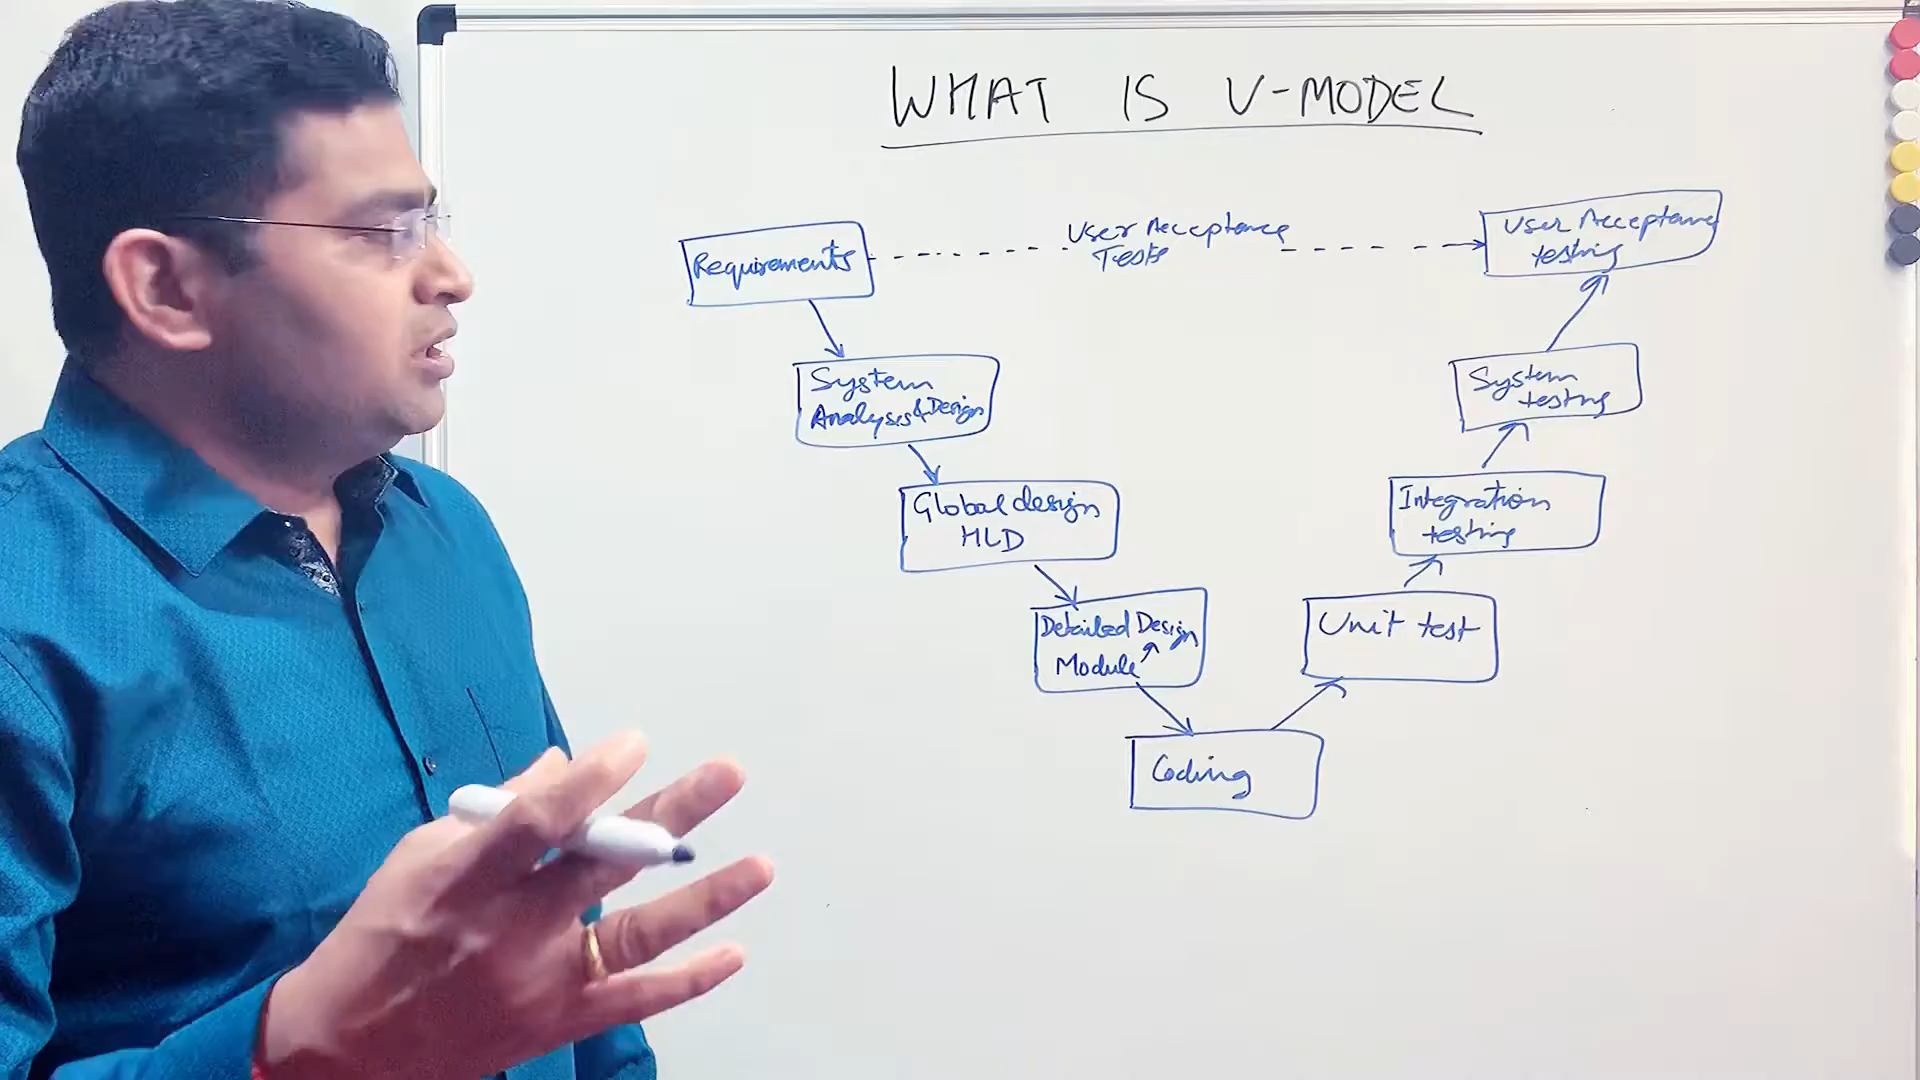 WHAT IS V-MODEL
Requirements
User Acceptance
Tests
User Acceptance
testing
System
Analysis & Design
System
testing
Global design
HLD
Integration
testing
Detailed Design
Module
Unit test
Coding